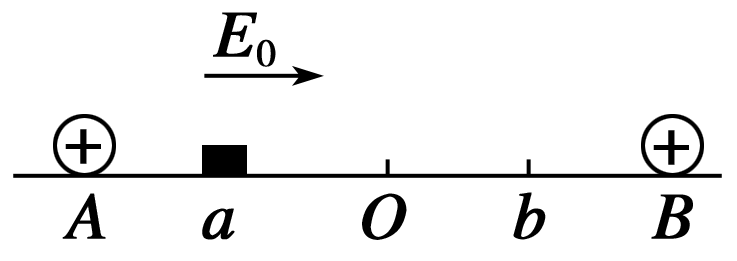 E₀
+ +
A a O b B